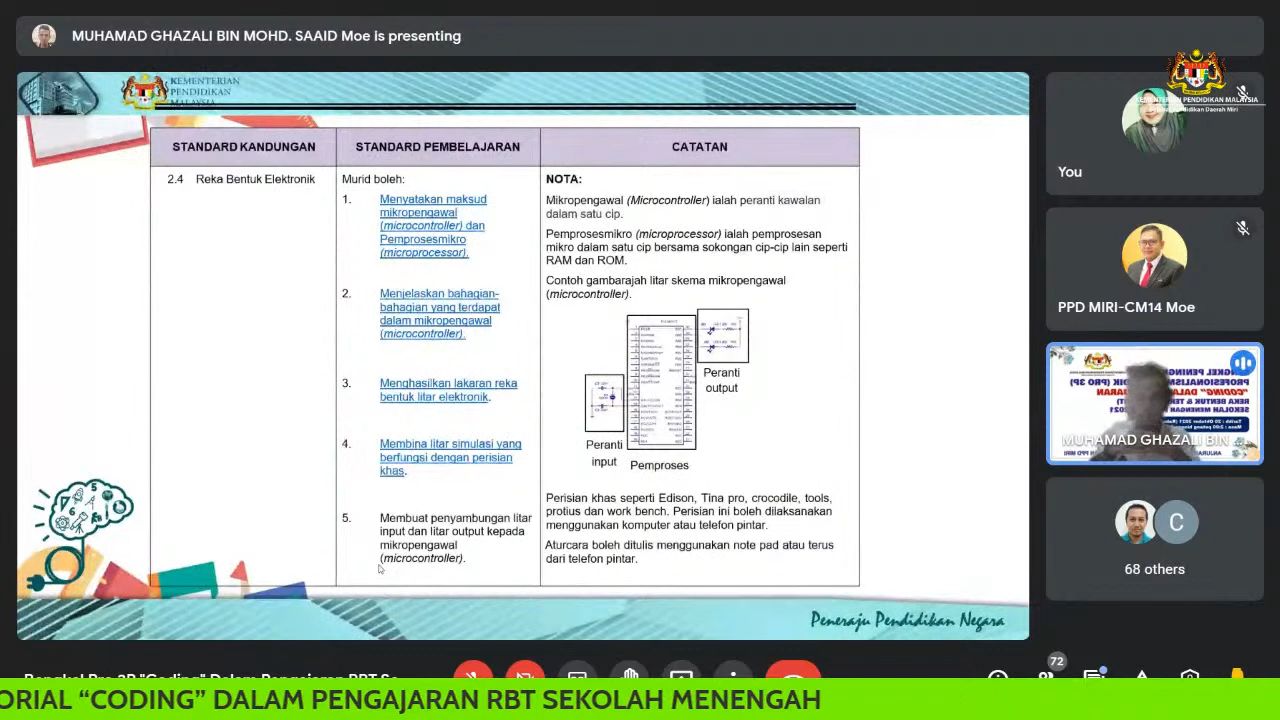 MUHAMAD GHAZALI BIN MOHD. SAAID Moe is presenting
KEMENTERIAN
PENDIDIKAN
MALAYSIA
STANDARD KANDUNGAN
STANDARD PEMBELAJARAN
CATATAN
2.4 Reka Bentuk Elektronik
Murid boleh:
1. Menyatakan maksud
mikropengawal
(microcontroller) dan
Pemprosesmikro
(microprocessor).
2. Menjelaskan bahagian-
bahagian yang terdapat
dalam mikropengawal
(microcontroller).
3. Menghasilkan lakaran reka
bentuk litar elektronik.
4. Membina litar simulasi yang
berfungsi dengan perisian
khas.
5. Membuat penyambungan litar
input dan litar output kepada
mikropengawal
(microcontroller).
NOTA:
Mikropengawal (Microcontroller) ialah peranti kawalan
dalam satu cip.
Pemprosesmikro (microprocessor) ialah pemprosesan
mikro dalam satu cip bersama sokongan cip-cip lain seperti
RAM dan ROM.
Contoh gambarajah litar skema mikropengawal
(microcontroller).
Peranti
output
Peranti
input
Pemproses
Perisian khas seperti Edison, Tina pro, crocodile, tools,
protius dan work bench. Perisian ini boleh dilaksanakan
menggunakan komputer atau telefon pintar.
Aturcara boleh ditulis menggunakan note pad atau terus
dari telefon pintar.
Peneraju Pendidikan Negara
KEMENTERIAN PENDIDIKAN MALAYSIA
Pendidikan Daerah Miri
You
PPD MIRI-CM14 Moe
MUHAMAD GHAZALI BIN ...
C
68 others
72
ORIAL “CODING” DALAM PENGAJARAN RBT SEKOLAH MENENGAH